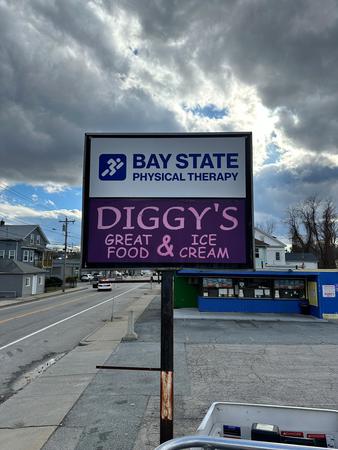 BAY STATE
PHYSICAL THERAPY
DIGGY'S
GREAT & ICE
FOOD CREAM